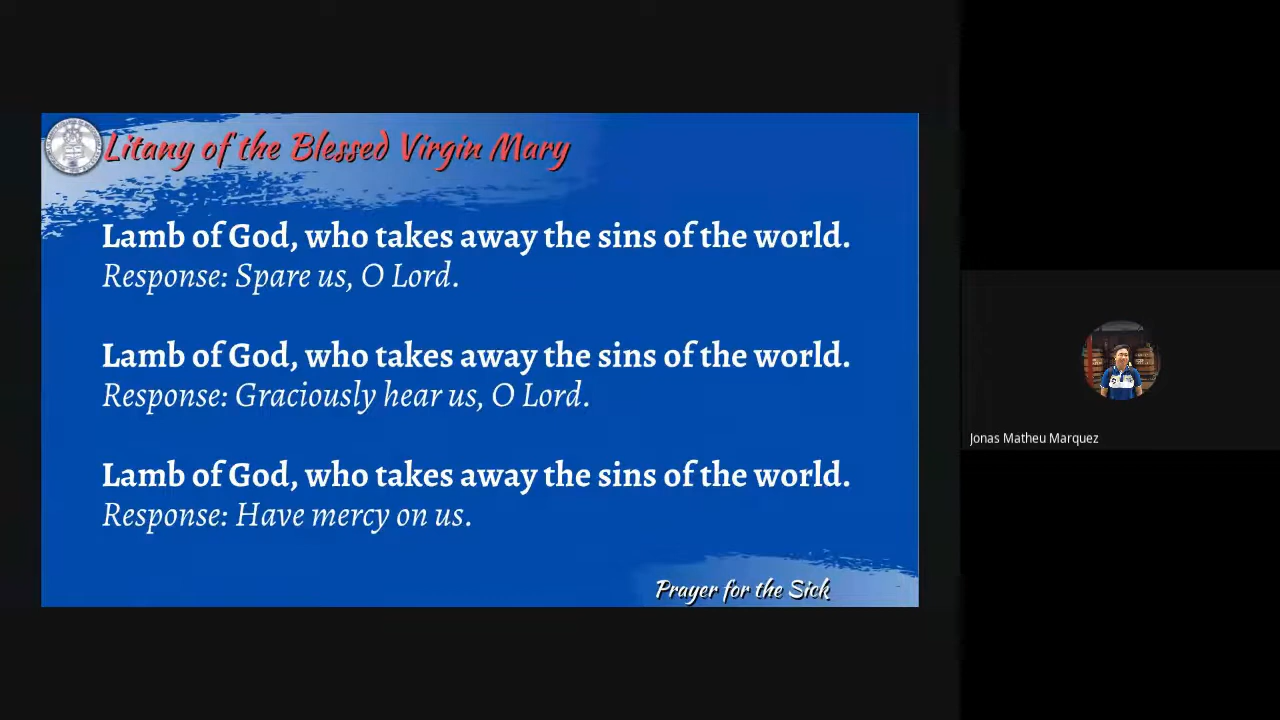 Litany of the Blessed Virgin Mary
Lamb of God, who takes away the sins of the world.
Response: Spare us, O Lord.
Lamb of God, who takes away the sins of the world.
Response: Graciously hear us, O Lord.
Lamb of God, who takes away the sins of the world.
Response: Have mercy on us.
Prayer for the Sick
Jonas Matheu Marquez